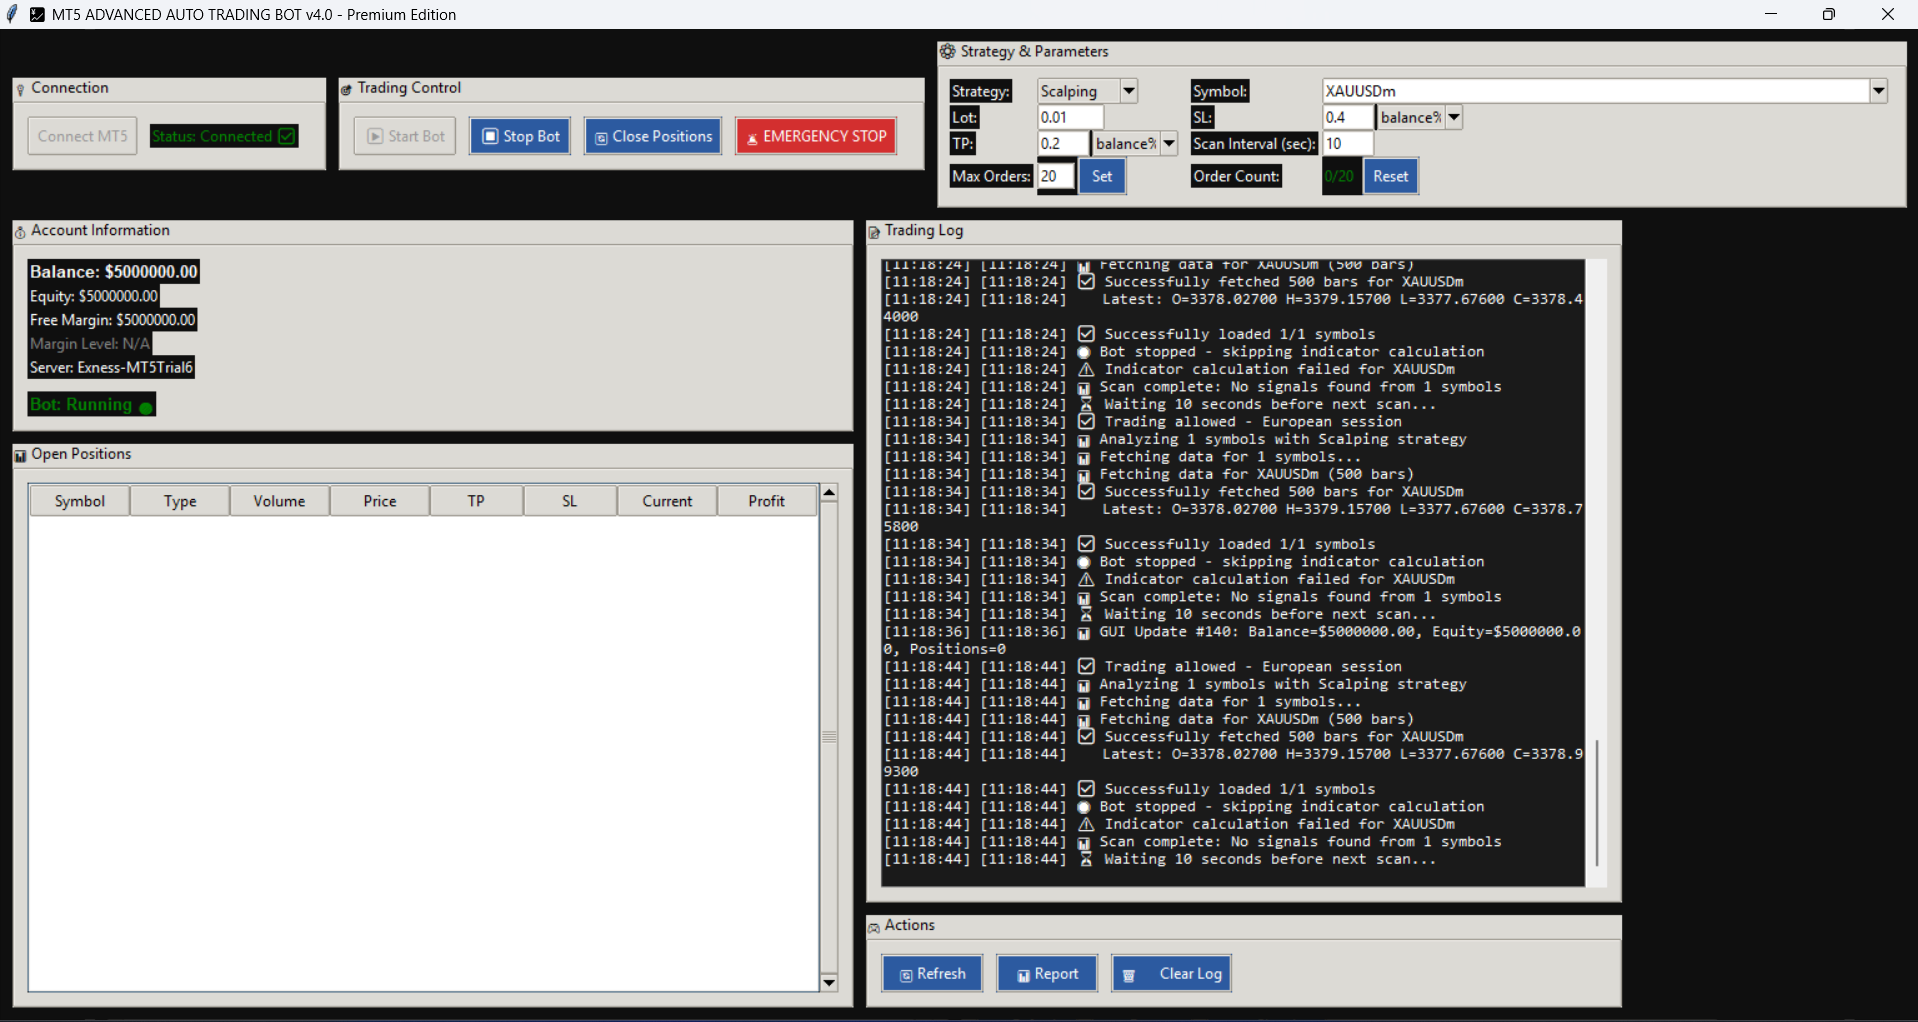 MT5 ADVANCED AUTO TRADING BOT v4.0 - Premium Edition
Connection
Connect MT5
Status: Connected
Trading Control
Start Bot
Stop Bot
Close Positions
EMERGENCY STOP
Strategy & Parameters
Strategy: Scalping Symbol: XAUUSDm
Lot: 0.01 SL: 0.4 balance%
TP: 0.2 balance% Scan Interval (sec): 10
Max Orders: 20 Set Order Count: 0/20 Reset
Account Information
Balance: $5000000.00
Equity: $5000000.00
Free Margin: $5000000.00
Margin Level: N/A
Server: Exness-MT5Trial6
Bot: Running
Open Positions
Symbol Type Volume Price TP SL Current Profit
Trading Log
[11:18:24] [11:18:24] Fetching data for XAUUSDm (500 bars)
[11:18:24] [11:18:24] Successfully fetched 500 bars for XAUUSDm
[11:18:24] [11:18:24] Latest: O=3378.02700 H=3379.15700 L=3377.67600 C=3378.4
4000
[11:18:24] [11:18:24] Successfully loaded 1/1 symbols
[11:18:24] [11:18:24] Bot stopped - skipping indicator calculation
[11:18:24] [11:18:24] Indicator calculation failed for XAUUSDm
[11:18:24] [11:18:24] Scan complete: No signals found from 1 symbols
[11:18:24] [11:18:24] Waiting 10 seconds before next scan...
[11:18:34] [11:18:34] Trading allowed - European session
[11:18:34] [11:18:34] Analyzing 1 symbols with Scalping strategy
[11:18:34] [11:18:34] Fetching data for 1 symbols...
[11:18:34] [11:18:34] Fetching data for XAUUSDm (500 bars)
[11:18:34] [11:18:34] Successfully fetched 500 bars for XAUUSDm
[11:18:34] [11:18:34] Latest: O=3378.02700 H=3379.15700 L=3377.67600 C=3378.7
5800
[11:18:34] [11:18:34] Successfully loaded 1/1 symbols
[11:18:34] [11:18:34] Bot stopped - skipping indicator calculation
[11:18:34] [11:18:34] Indicator calculation failed for XAUUSDm
[11:18:34] [11:18:34] Scan complete: No signals found from 1 symbols
[11:18:34] [11:18:34] Waiting 10 seconds before next scan...
[11:18:36] [11:18:36] GUI Update #140: Balance=$5000000.00, Equity=$5000000.0
0, Positions=0
[11:18:44] [11:18:44] Trading allowed - European session
[11:18:44] [11:18:44] Analyzing 1 symbols with Scalping strategy
[11:18:44] [11:18:44] Fetching data for 1 symbols...
[11:18:44] [11:18:44] Fetching data for XAUUSDm (500 bars)
[11:18:44] [11:18:44] Successfully fetched 500 bars for XAUUSDm
[11:18:44] [11:18:44] Latest: O=3378.02700 H=3379.15700 L=3377.67600 C=3378.9
9300
[11:18:44] [11:18:44] Successfully loaded 1/1 symbols
[11:18:44] [11:18:44] Bot stopped - skipping indicator calculation
[11:18:44] [11:18:44] Indicator calculation failed for XAUUSDm
[11:18:44] [11:18:44] Scan complete: No signals found from 1 symbols
[11:18:44] [11:18:44] Waiting 10 seconds before next scan...
Actions
Refresh
Report
Clear Log